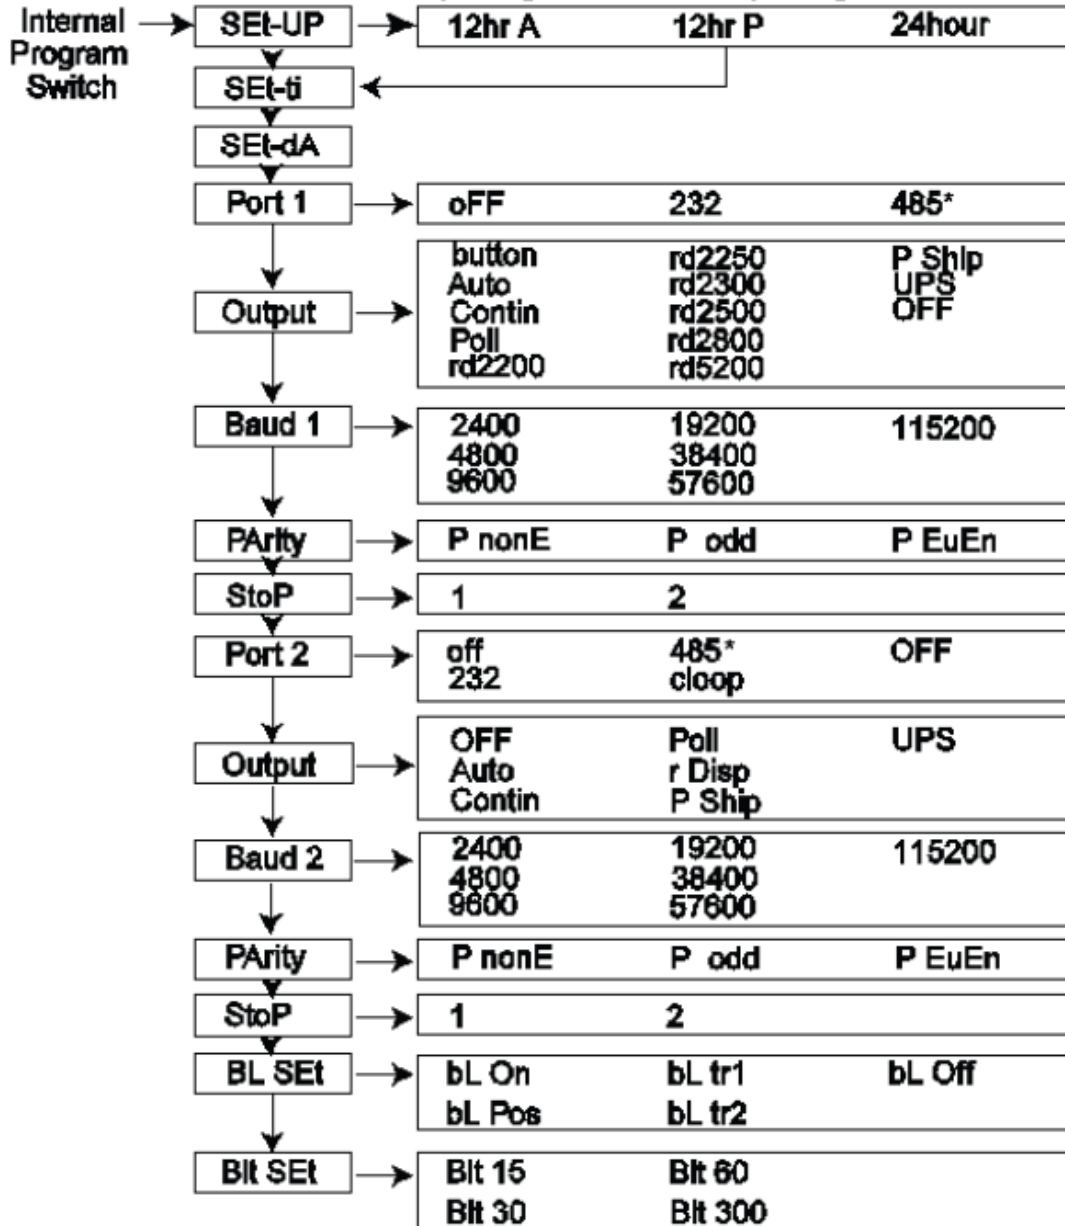 Internal Program Switch
SEt-UP
12hr A 12hr P 24hour
SEt-ti
SEt-dA
Port 1
oFF 232 485*
Output
button rd2250 P Ship
Auto rd2300 UPS
Contin rd2500 OFF
Poll rd2800
rd2200 rd5200
Baud 1
2400 19200 115200
4800 38400
9600 57600
PArity
P nonE P odd P EuEn
StoP
1 2
Port 2
off 485* OFF
232 cloop
Output
OFF Poll UPS
Auto r Disp
Contin P Ship
Baud 2
2400 19200 115200
4800 38400
9600 57600
PArity
P nonE P odd P EuEn
StoP
1 2
BL SEt
bL On bL tr1 bL Off
bL Pos bL tr2
Blt SEt
Blt 15 Blt 60
Blt 30 Blt 300